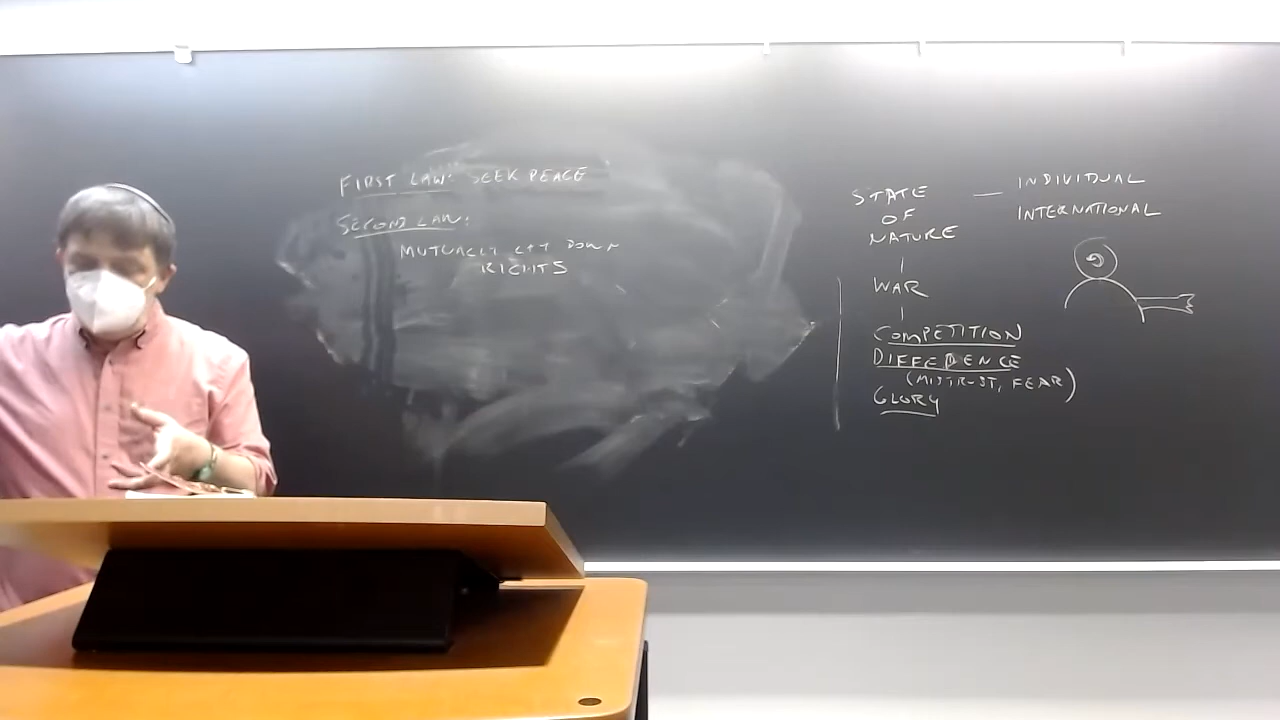 FIRST LAW: SEEK PEACE
SECOND LAW:
MUTUALLY CUT DOWN
RIGHTS
STATE — INDIVIDUAL
OF INTERNATIONAL
NATURE
WAR
COMPETITION
DIFFEDENCE
(MISTRUST, FEAR)
GLORY